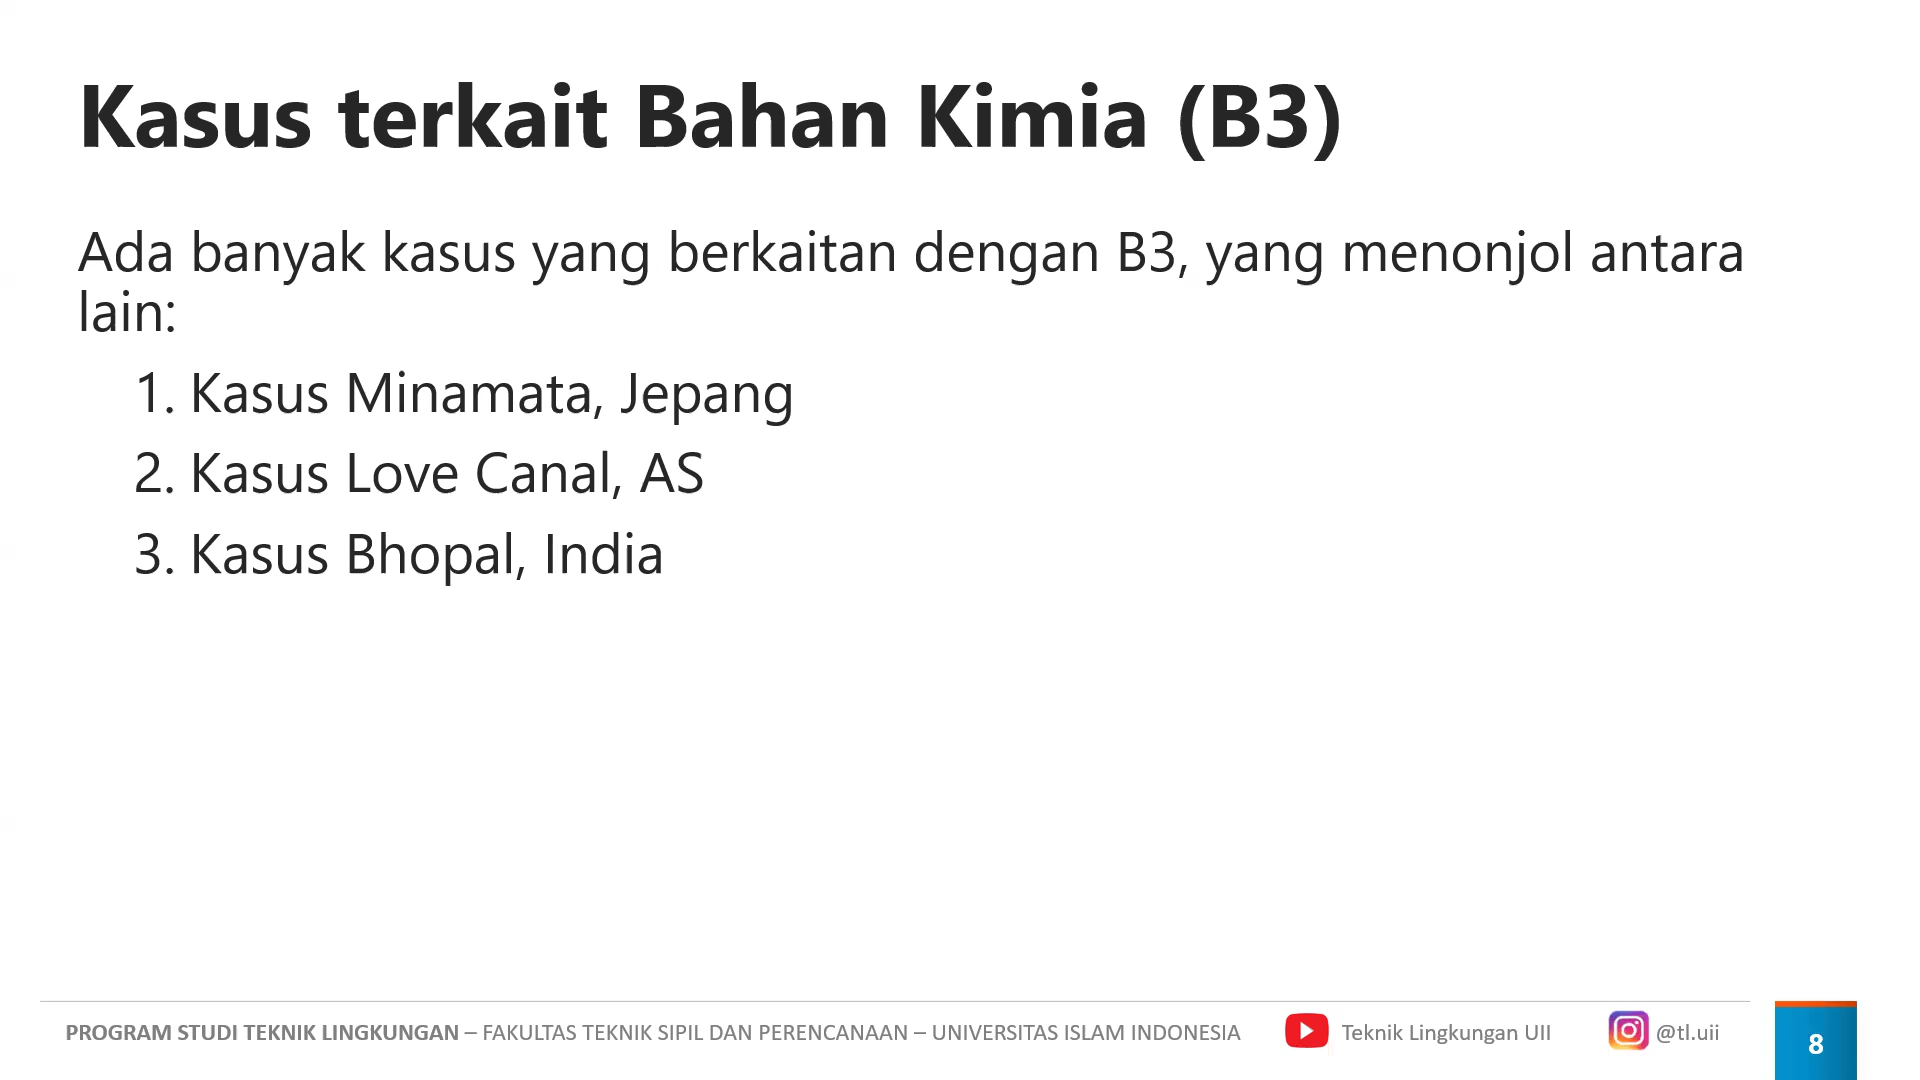 Kasus terkait Bahan Kimia (B3)
Ada banyak kasus yang berkaitan dengan B3, yang menonjol antara
lain:
1. Kasus Minamata, Jepang
2. Kasus Love Canal, AS
3. Kasus Bhopal, India
PROGRAM STUDI TEKNIK LINGKUNGAN – FAKULTAS TEKNIK SIPIL DAN PERENCANAAN – UNIVERSITAS ISLAM INDONESIA
Teknik Lingkungan UII
@tl.uii
8